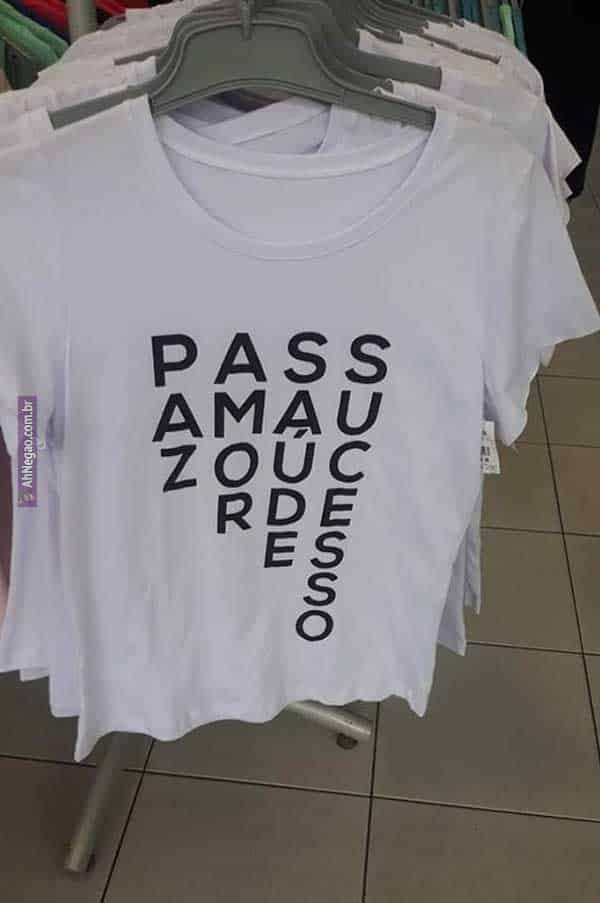 PASS
AMAU
ZOÚC
RDE
ES
S
O
AhNegao.com.br